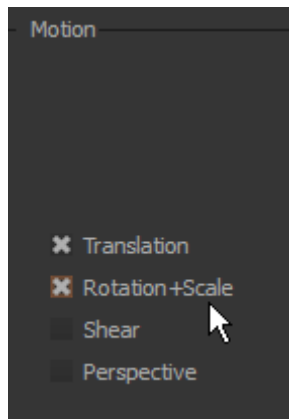 Motion
Translation
Rotation+Scale
Shear
Perspective